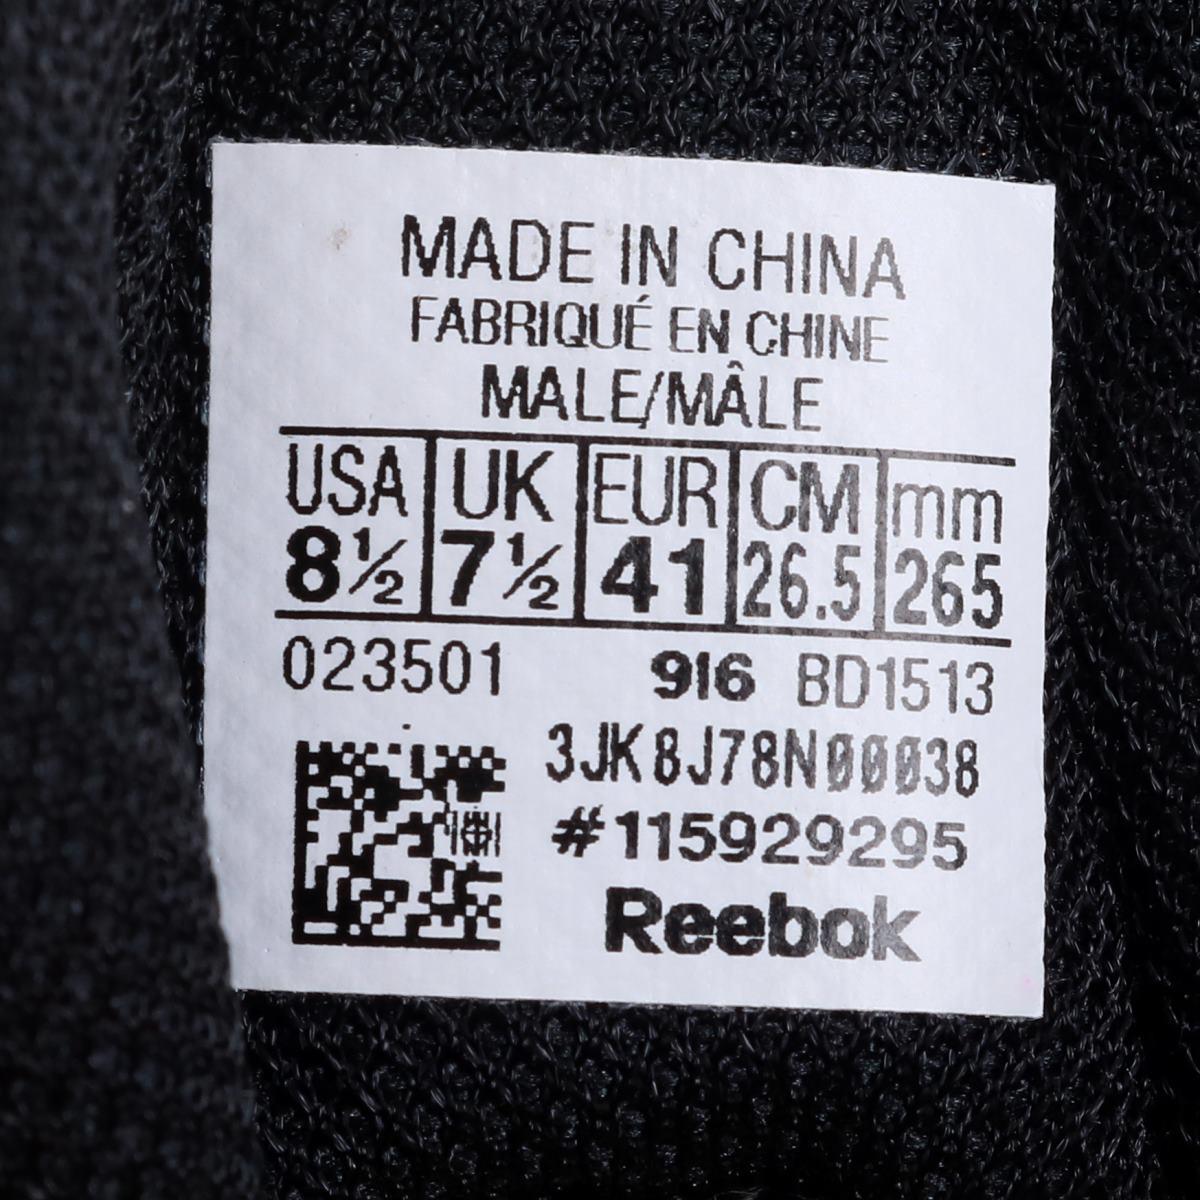 MADE IN CHINA
FABRIQUÉ EN CHINE
MALE/MÂLE
USA UK EUR CM mm
8½ 7½ 41 26.5 265
023501 916 BD1513
3JK8J78N00038
#115929295
Reebok